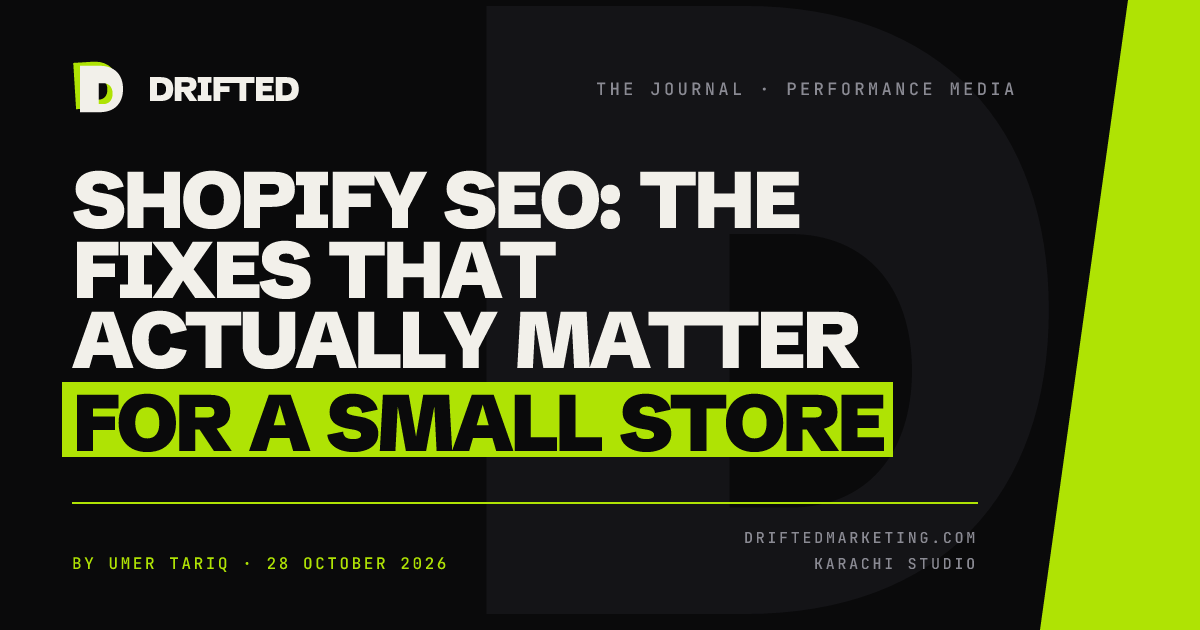 DRIFTED
THE JOURNAL · PERFORMANCE MEDIA
SHOPIFY SEO: THE
FIXES THAT
ACTUALLY MATTER
FOR A SMALL STORE
DRIFTEDMARKETING.COM
BY UMER TARIQ · 28 OCTOBER 2026
KARACHI STUDIO